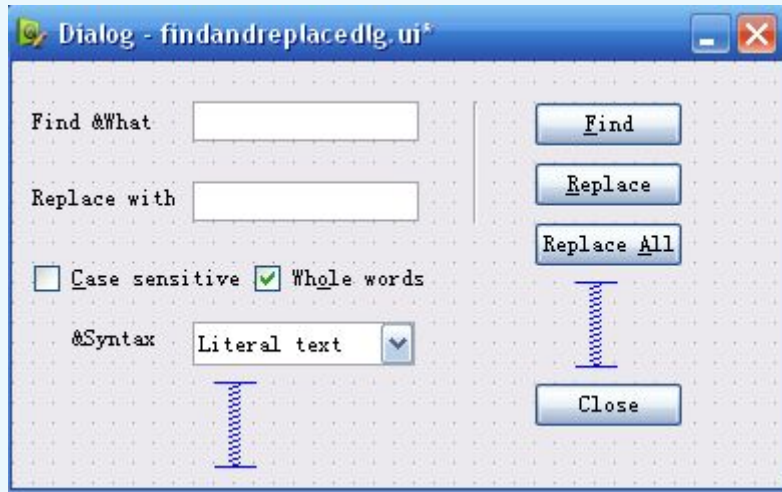 Dialog - findandreplacedlg.ui*
Find &What
Find
Replace with
Replace
Replace All
Case sensitive
Whole words
&Syntax
Literal text
Close